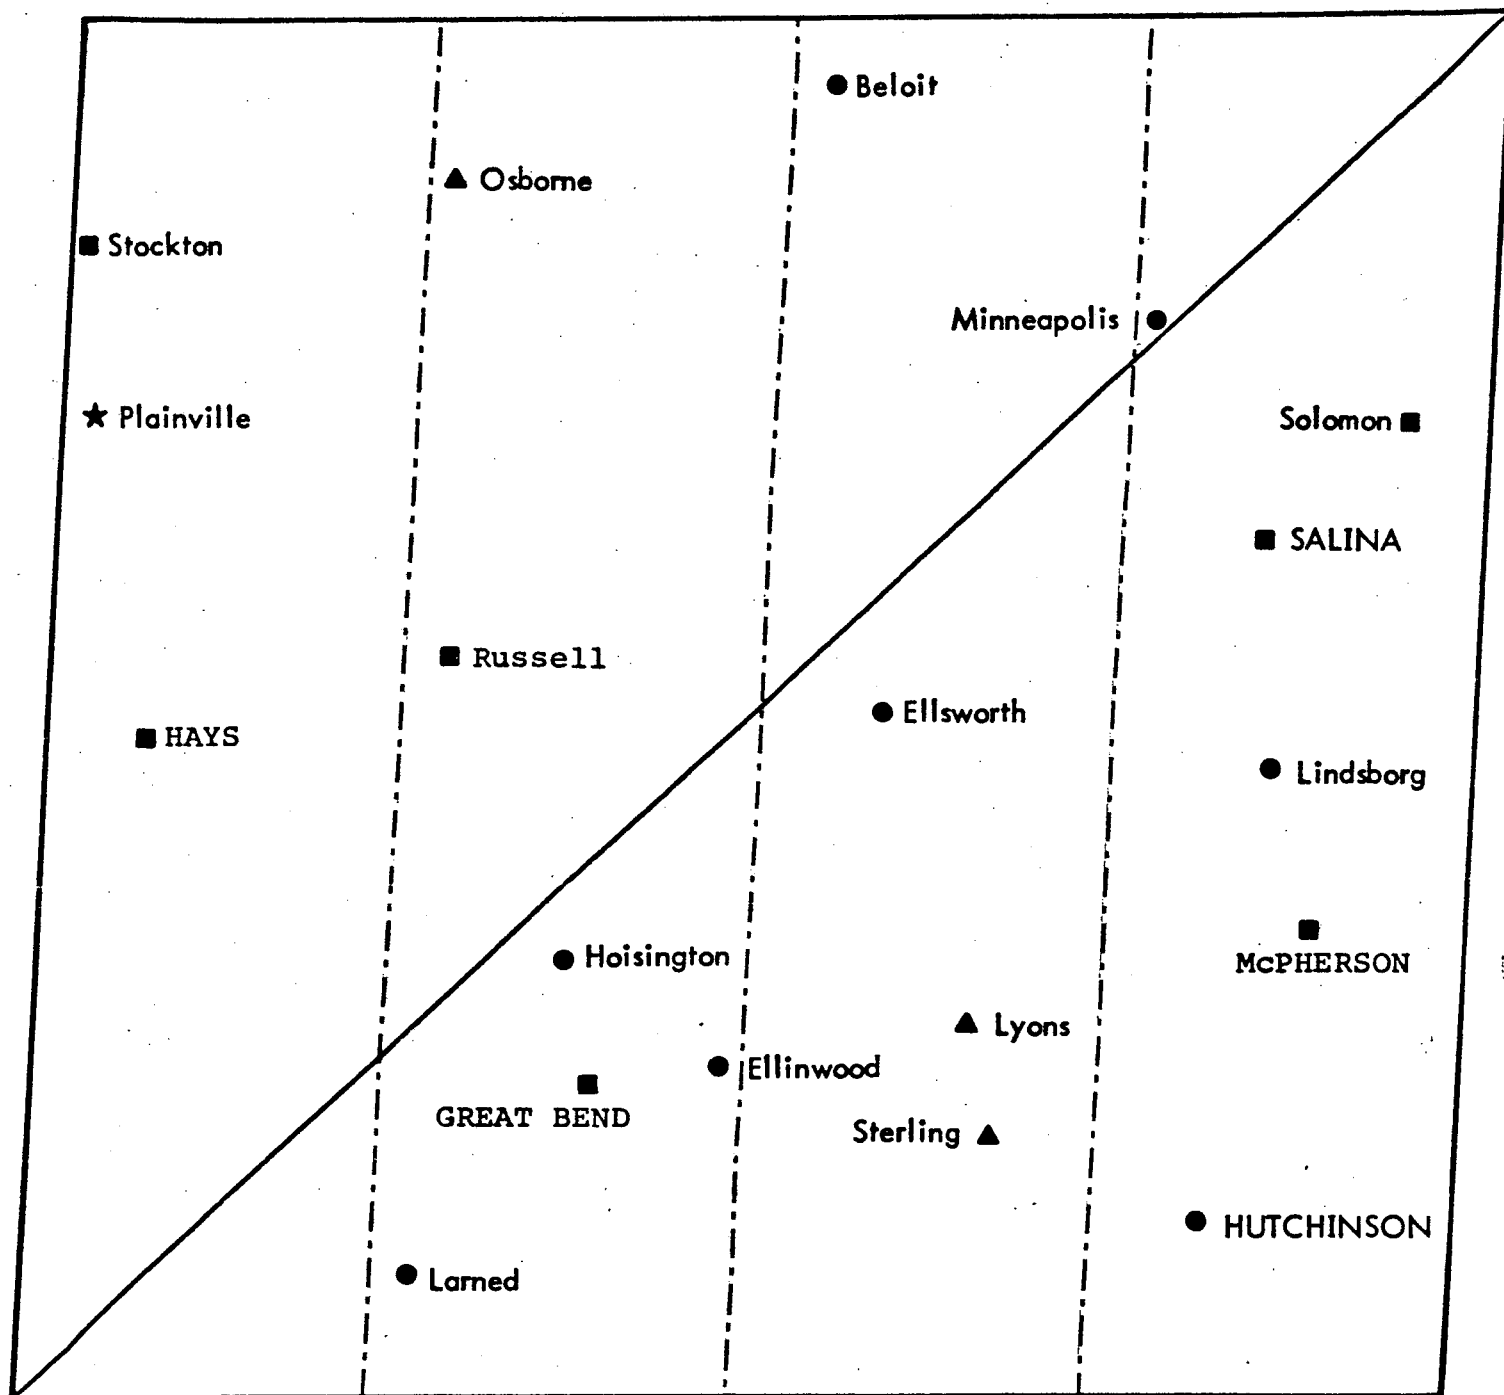 Beloit
Osborne
Stockton
Minneapolis
Plainville
Solomon
SALINA
Russell
Ellsworth
HAYS
Lindsborg
Hoisington
McPHERSON
Lyons
Ellinwood
GREAT BEND
Sterling
HUTCHINSON
Larned